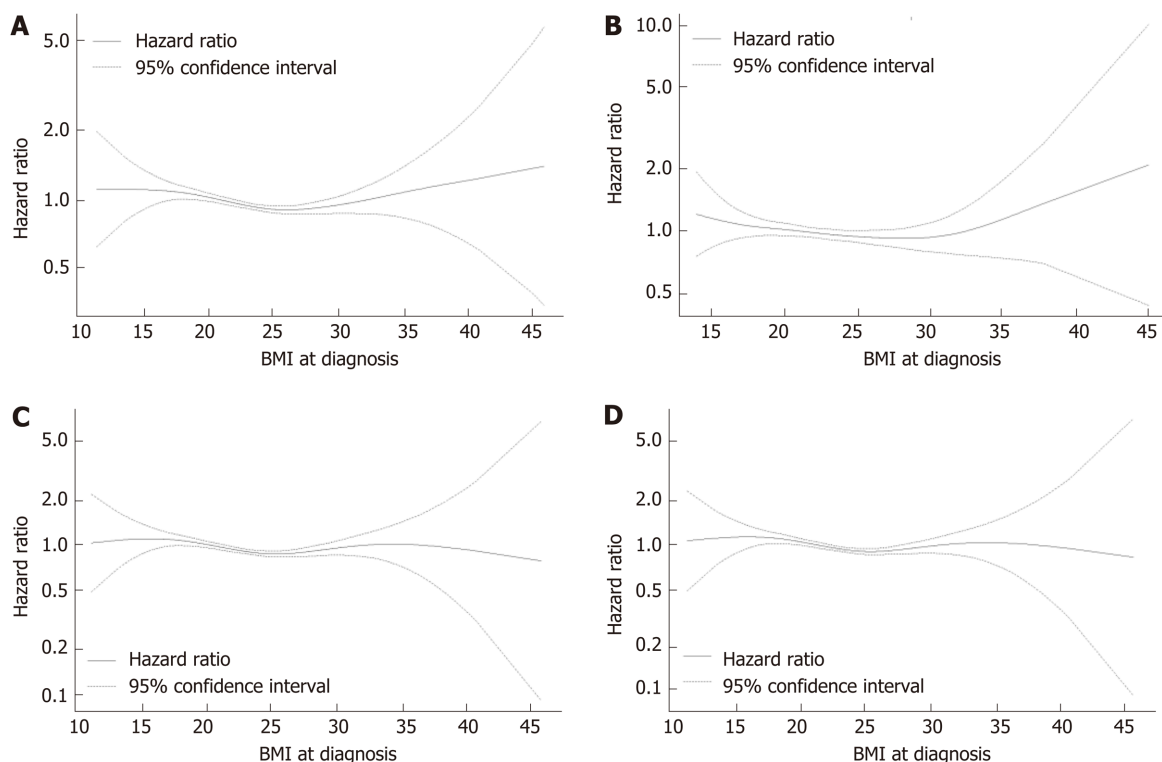 A
5.0
2.0
1.0
0.5
Hazard ratio
Hazard ratio
95% confidence interval
10 15 20 25 30 35 40 45
BMI at diagnosis
B
10.0
5.0
2.0
1.0
0.5
Hazard ratio
Hazard ratio
95% confidence interval
15 20 25 30 35 40 45
BMI at diagnosis
C
5.0
2.0
1.0
0.5
0.2
0.1
Hazard ratio
Hazard ratio
95% confidence interval
10 15 20 25 30 35 40 45
BMI at diagnosis
D
5.0
2.0
1.0
0.5
0.2
0.1
Hazard ratio
Hazard ratio
95% confidence interval
10 15 20 25 30 35 40 45
BMI at diagnosis